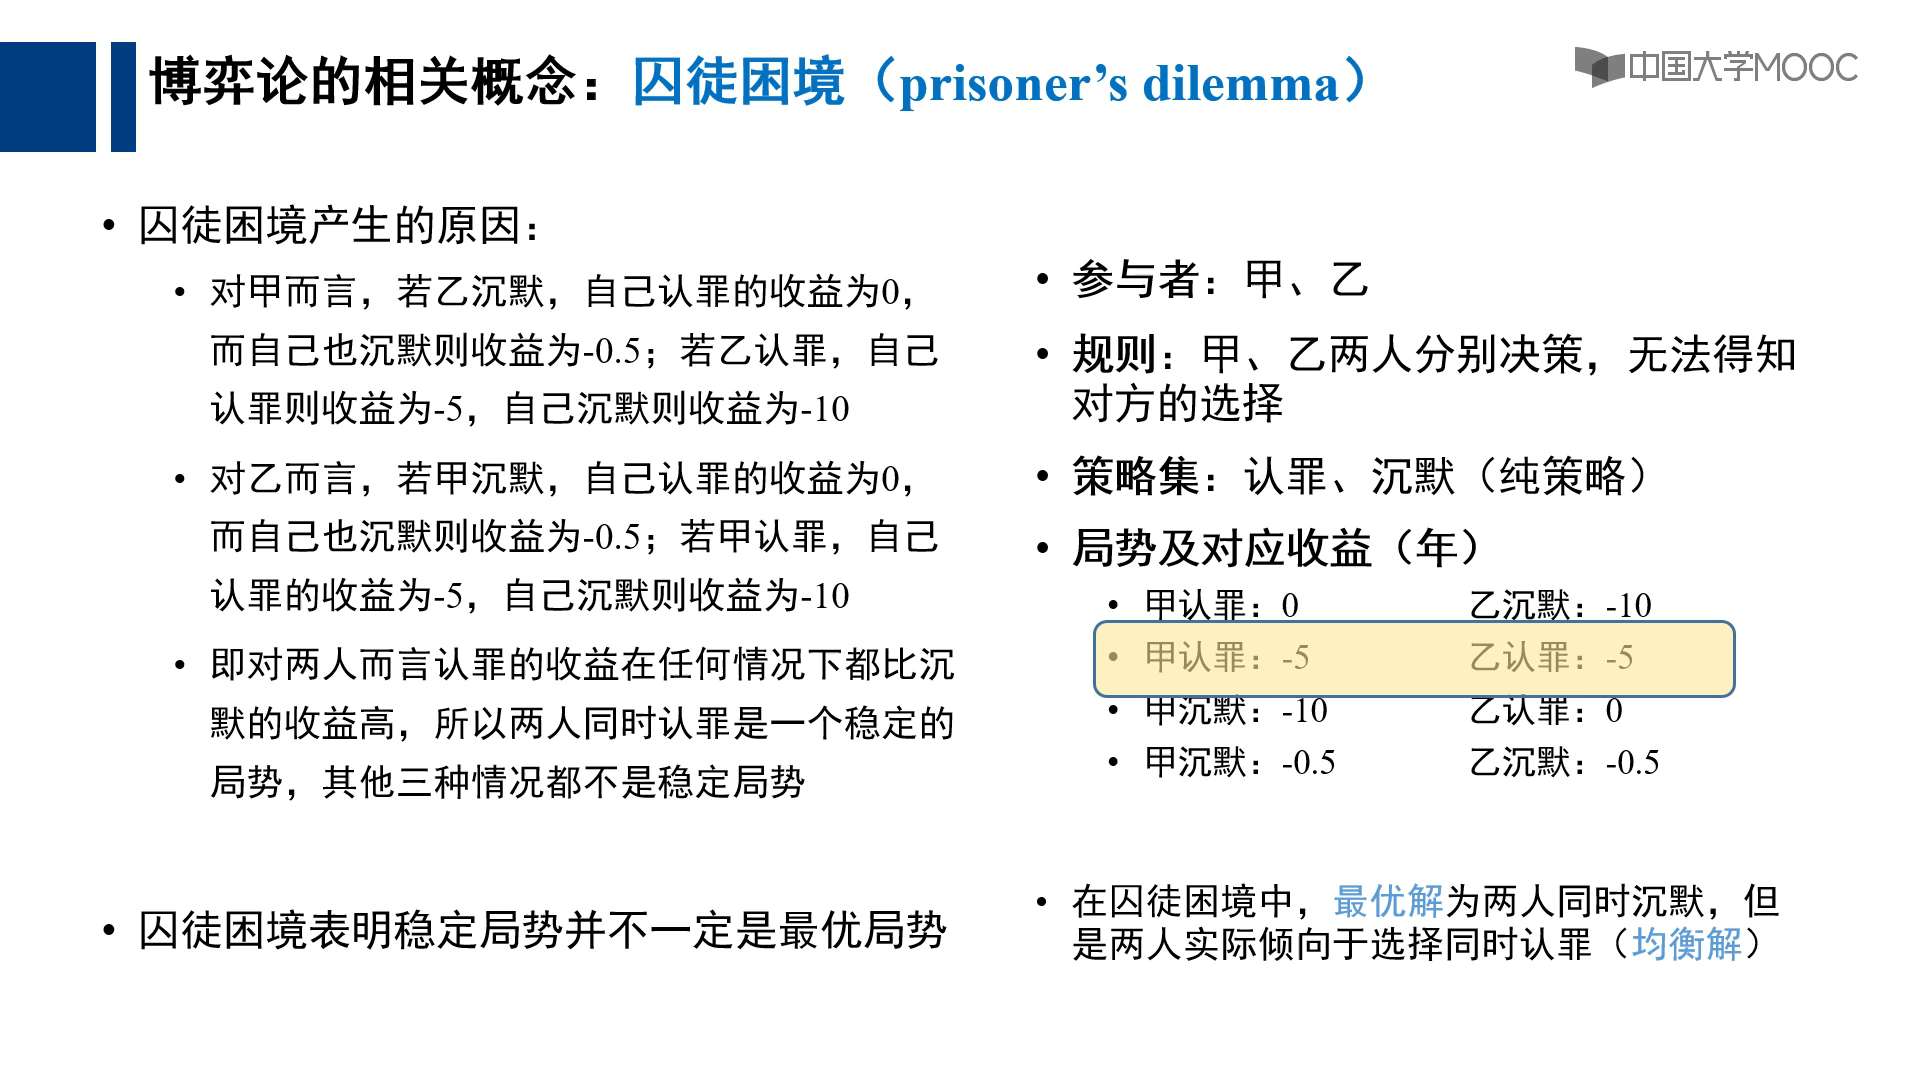 博弈论的相关概念：囚徒困境（prisoner’s dilemma）
中国大学MOOC
• 囚徒困境产生的原因：
• 对甲而言，若乙沉默，自己认罪的收益为0，
而自己也沉默则收益为-0.5；若乙认罪，自己
认罪则收益为-5，自己沉默则收益为-10
• 对乙而言，若甲沉默，自己认罪的收益为0，
而自己也沉默则收益为-0.5；若甲认罪，自己
认罪的收益为-5，自己沉默则收益为-10
• 即对两人而言认罪的收益在任何情况下都比沉
默的收益高，所以两人同时认罪是一个稳定的
局势，其他三种情况都不是稳定局势
• 囚徒困境表明稳定局势并不一定是最优局势
• 参与者：甲、乙
• 规则：甲、乙两人分别决策，无法得知
对方的选择
• 策略集：认罪、沉默（纯策略）
• 局势及对应收益（年）
• 甲认罪：0 乙沉默：-10
• 甲认罪：-5 乙认罪：-5
• 甲沉默：-10 乙认罪：0
• 甲沉默：-0.5 乙沉默：-0.5
• 在囚徒困境中，最优解为两人同时沉默，但
是两人实际倾向于选择同时认罪（均衡解）